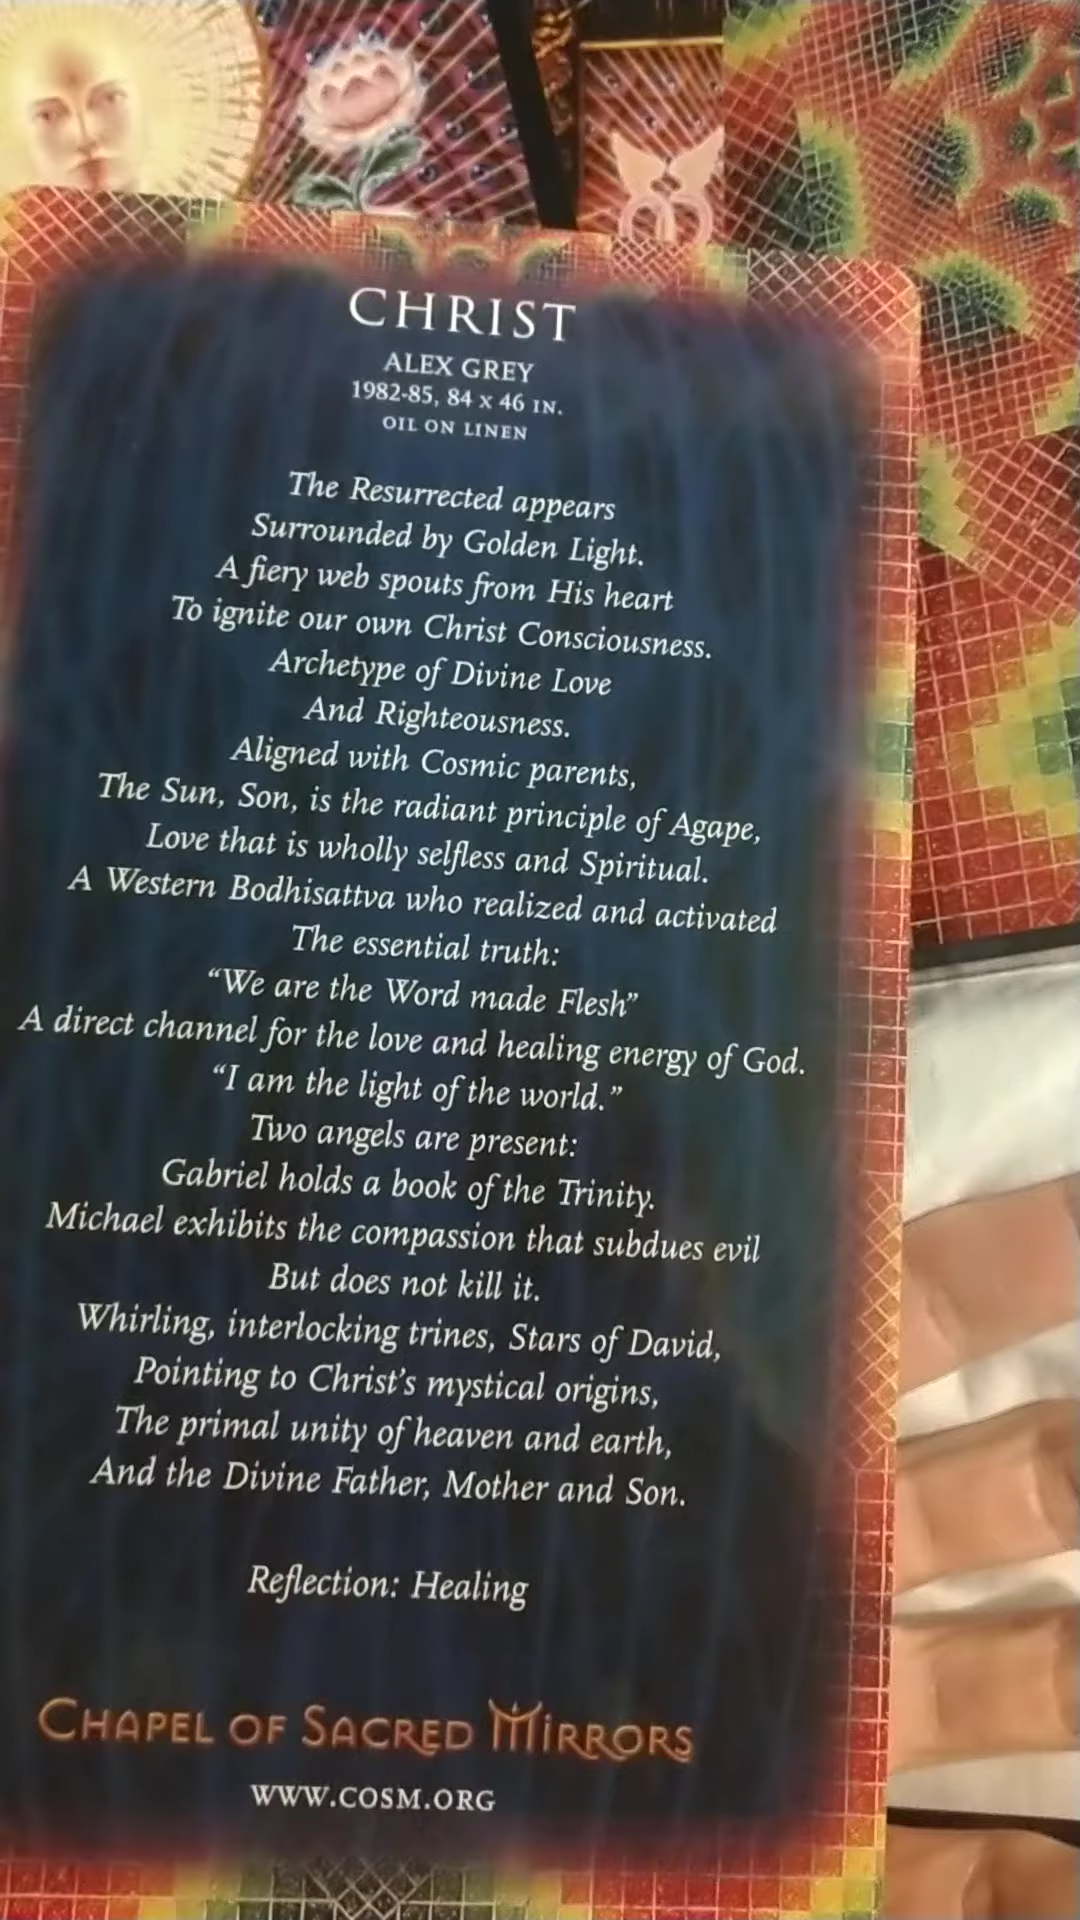 CHRIST
ALEX GREY
1982-85, 84 x 46 IN.
OIL ON LINEN
The Resurrected appears
Surrounded by Golden Light.
A fiery web spouts from His heart
To ignite our own Christ Consciousness.
Archetype of Divine Love
And Righteousness.
Aligned with Cosmic parents,
The Sun, Son, is the radiant principle of Agape,
Love that is wholly selfless and Spiritual.
A Western Bodhisattva who realized and activated
The essential truth:
“We are the Word made Flesh”
A direct channel for the love and healing energy of God.
“I am the light of the world.”
Two angels are present:
Gabriel holds a book of the Trinity.
Michael exhibits the compassion that subdues evil
But does not kill it.
Whirling, interlocking trines, Stars of David,
Pointing to Christ’s mystical origins,
The primal unity of heaven and earth,
And the Divine Father, Mother and Son.
Reflection: Healing
CHAPEL OF SACRED MIRRORS
WWW.COSM.ORG